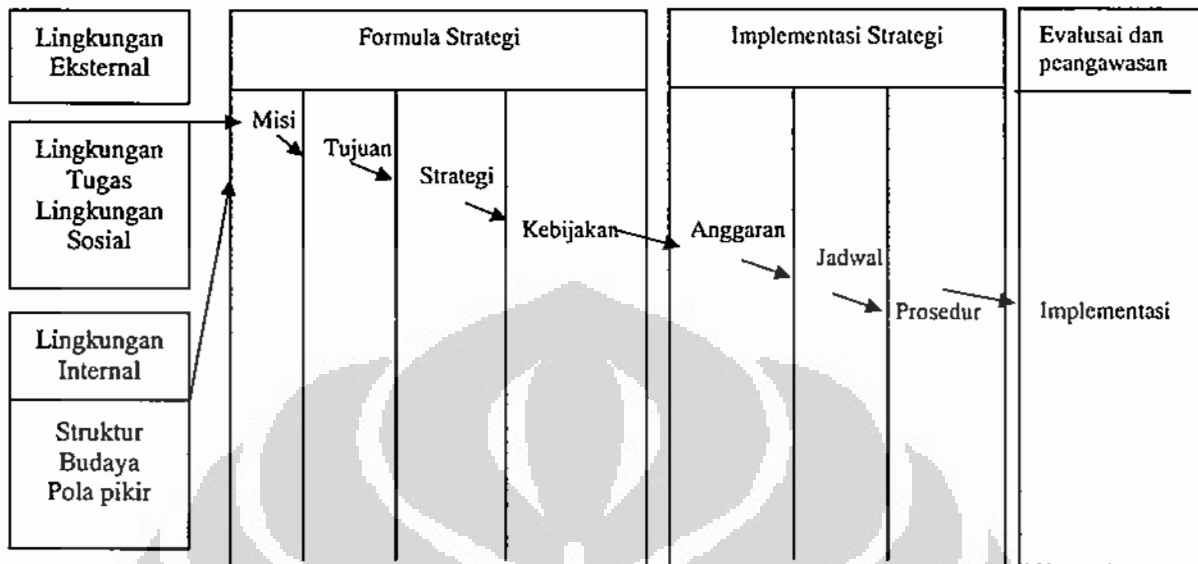 Lingkungan
Eksternal
Lingkungan
Tugas
Lingkungan
Sosial
Lingkungan
Internal
Struktur
Budaya
Pola pikir
Formula Strategi
Misi
Tujuan
Strategi
Kebijakan
Implementasi Strategi
Anggaran
Jadwal
Prosedur
Evalusai dan
peangawasan
Implementasi